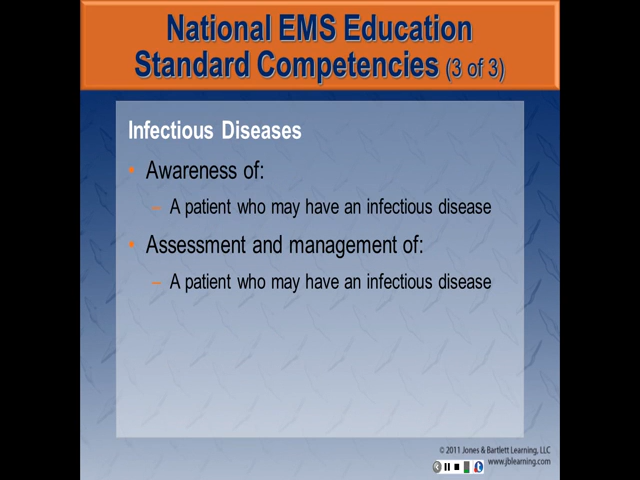 National EMS Education
Standard Competencies (3 of 3)
Infectious Diseases
• Awareness of:
– A patient who may have an infectious disease
• Assessment and management of:
– A patient who may have an infectious disease
© 2011 Jones & Bartlett Learning, LLC
www.jblearning.com